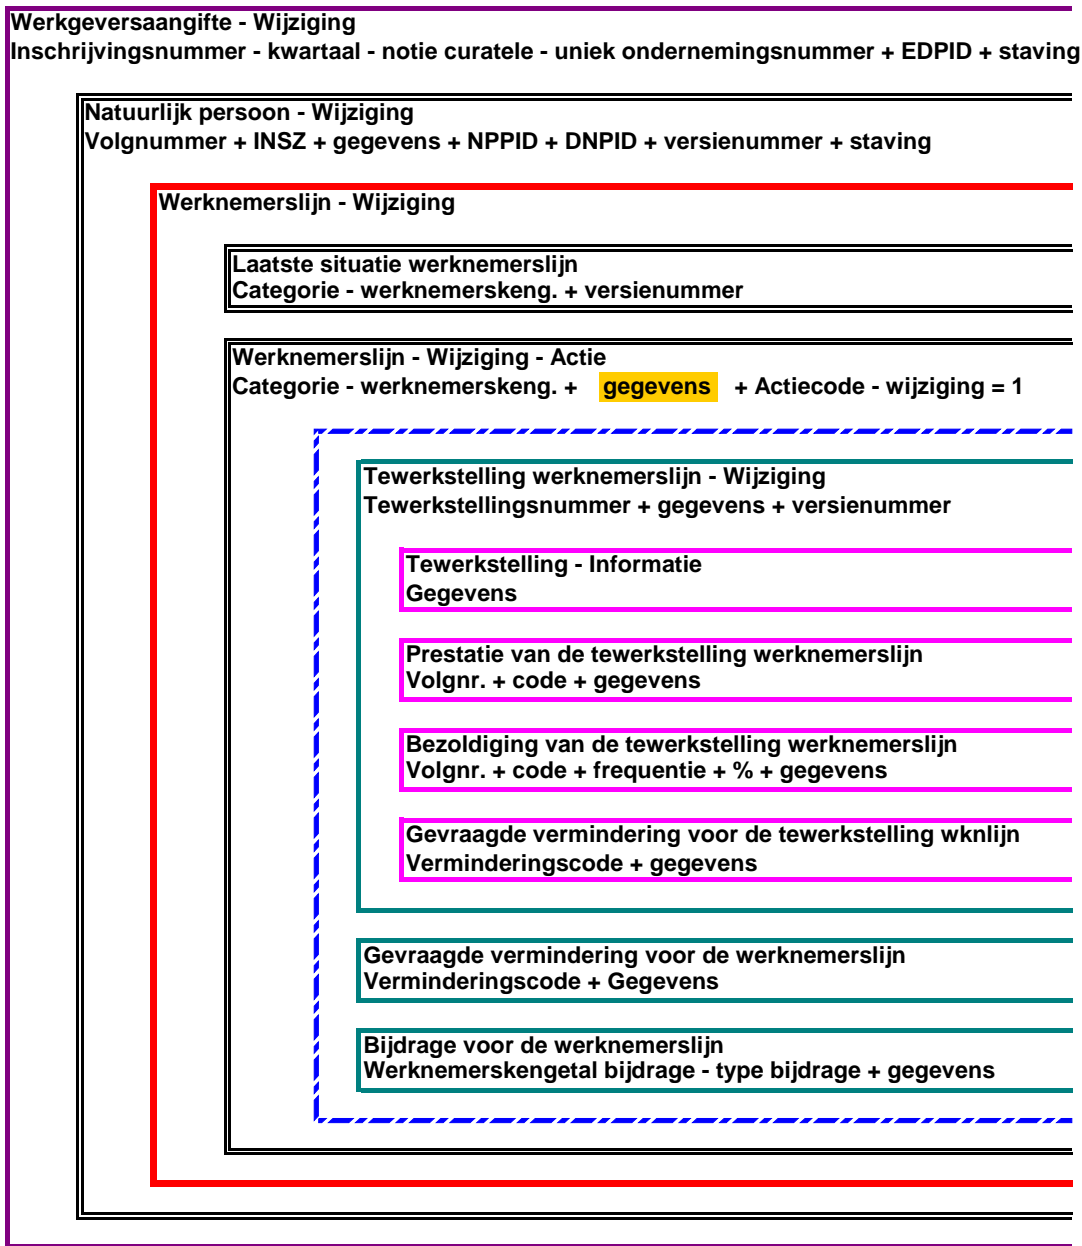 Werkgeversaangifte - Wijziging
Inschrijvingsnummer - kwartaal - notie curatele - uniek ondernemingsnummer + EDPID + staving
Natuurlijk persoon - Wijziging
Volgnummer + INSZ + gegevens + NPPID + DNPID + versienummer + staving
Werknemerslijn - Wijziging
Laatste situatie werknemerslijn
Categorie - werknemerskeng. + versienummer
Werknemerslijn - Wijziging - Actie
Categorie - werknemerskeng. + gegevens + Actiecode - wijziging = 1
Tewerkstelling werknemerslijn - Wijziging
Tewerkstellingsnummer + gegevens + versienummer
Tewerkstelling - Informatie
Gegevens
Prestatie van de tewerkstelling werknemerslijn
Volgnr. + code + gegevens
Bezoldiging van de tewerkstelling werknemerslijn
Volgnr. + code + frequentie + % + gegevens
Gevraagde vermindering voor de tewerkstelling wknlijn
Verminderingscode + gegevens
Gevraagde vermindering voor de werknemerslijn
Verminderingscode + Gegevens
Bijdrage voor de werknemerslijn
Werknemerskengetal bijdrage - type bijdrage + gegevens